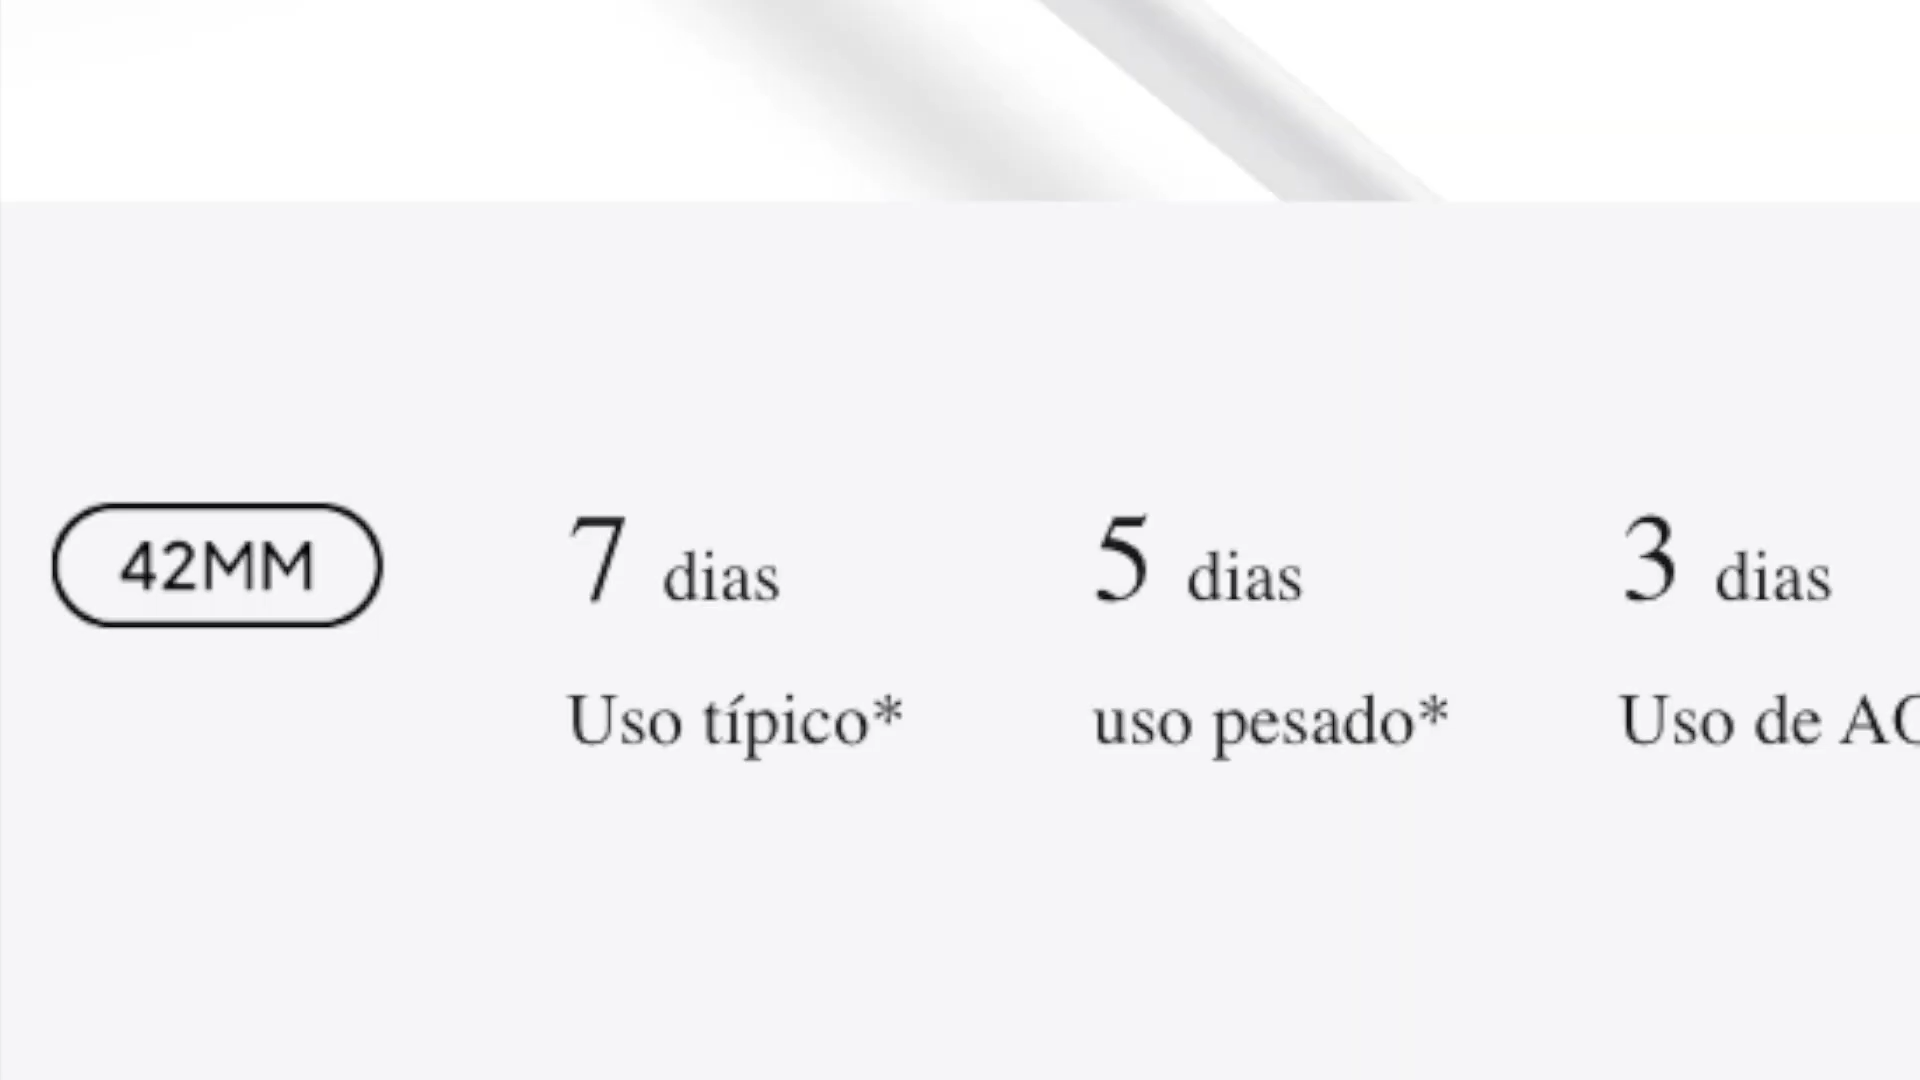 42MM
7 dias
5 dias
3 dias
Uso típico*
uso pesado*
Uso de